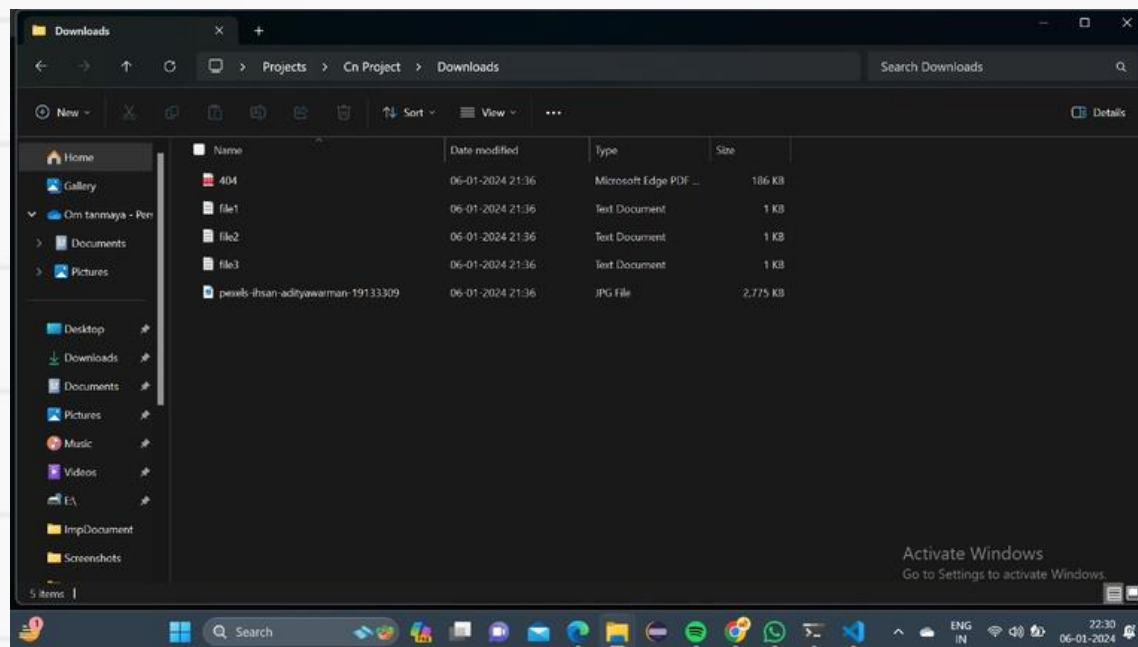 Downloads
Projects > Cn Project > Downloads
Search Downloads
New
Sort
View
Details
Name Date modified Type Size
404 06-01-2024 21:36 Microsoft Edge PDF ... 186 KB
file1 06-01-2024 21:36 Text Document 1 KB
file2 06-01-2024 21:36 Text Document 1 KB
file3 06-01-2024 21:36 Text Document 1 KB
pexels-ihsan-adityawarman-19133309 06-01-2024 21:36 JPG File 2,775 KB
Home
Gallery
Om tanmaya - Pers
Documents
Pictures
Desktop
Downloads
Documents
Pictures
Music
Videos
E:\
ImpDocument
Screenshots
Activate Windows
Go to Settings to activate Windows.
5 items
1
Search
ENG
IN
22:30
06-01-2024